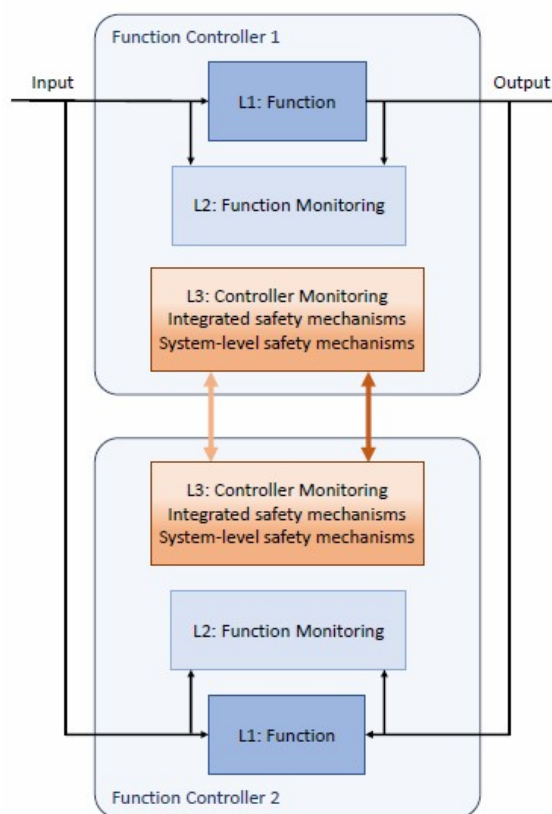 Function Controller 1
Input
Output
L1: Function
L2: Function Monitoring
L3: Controller Monitoring
Integrated safety mechanisms
System-level safety mechanisms
L3: Controller Monitoring
Integrated safety mechanisms
System-level safety mechanisms
L2: Function Monitoring
L1: Function
Function Controller 2